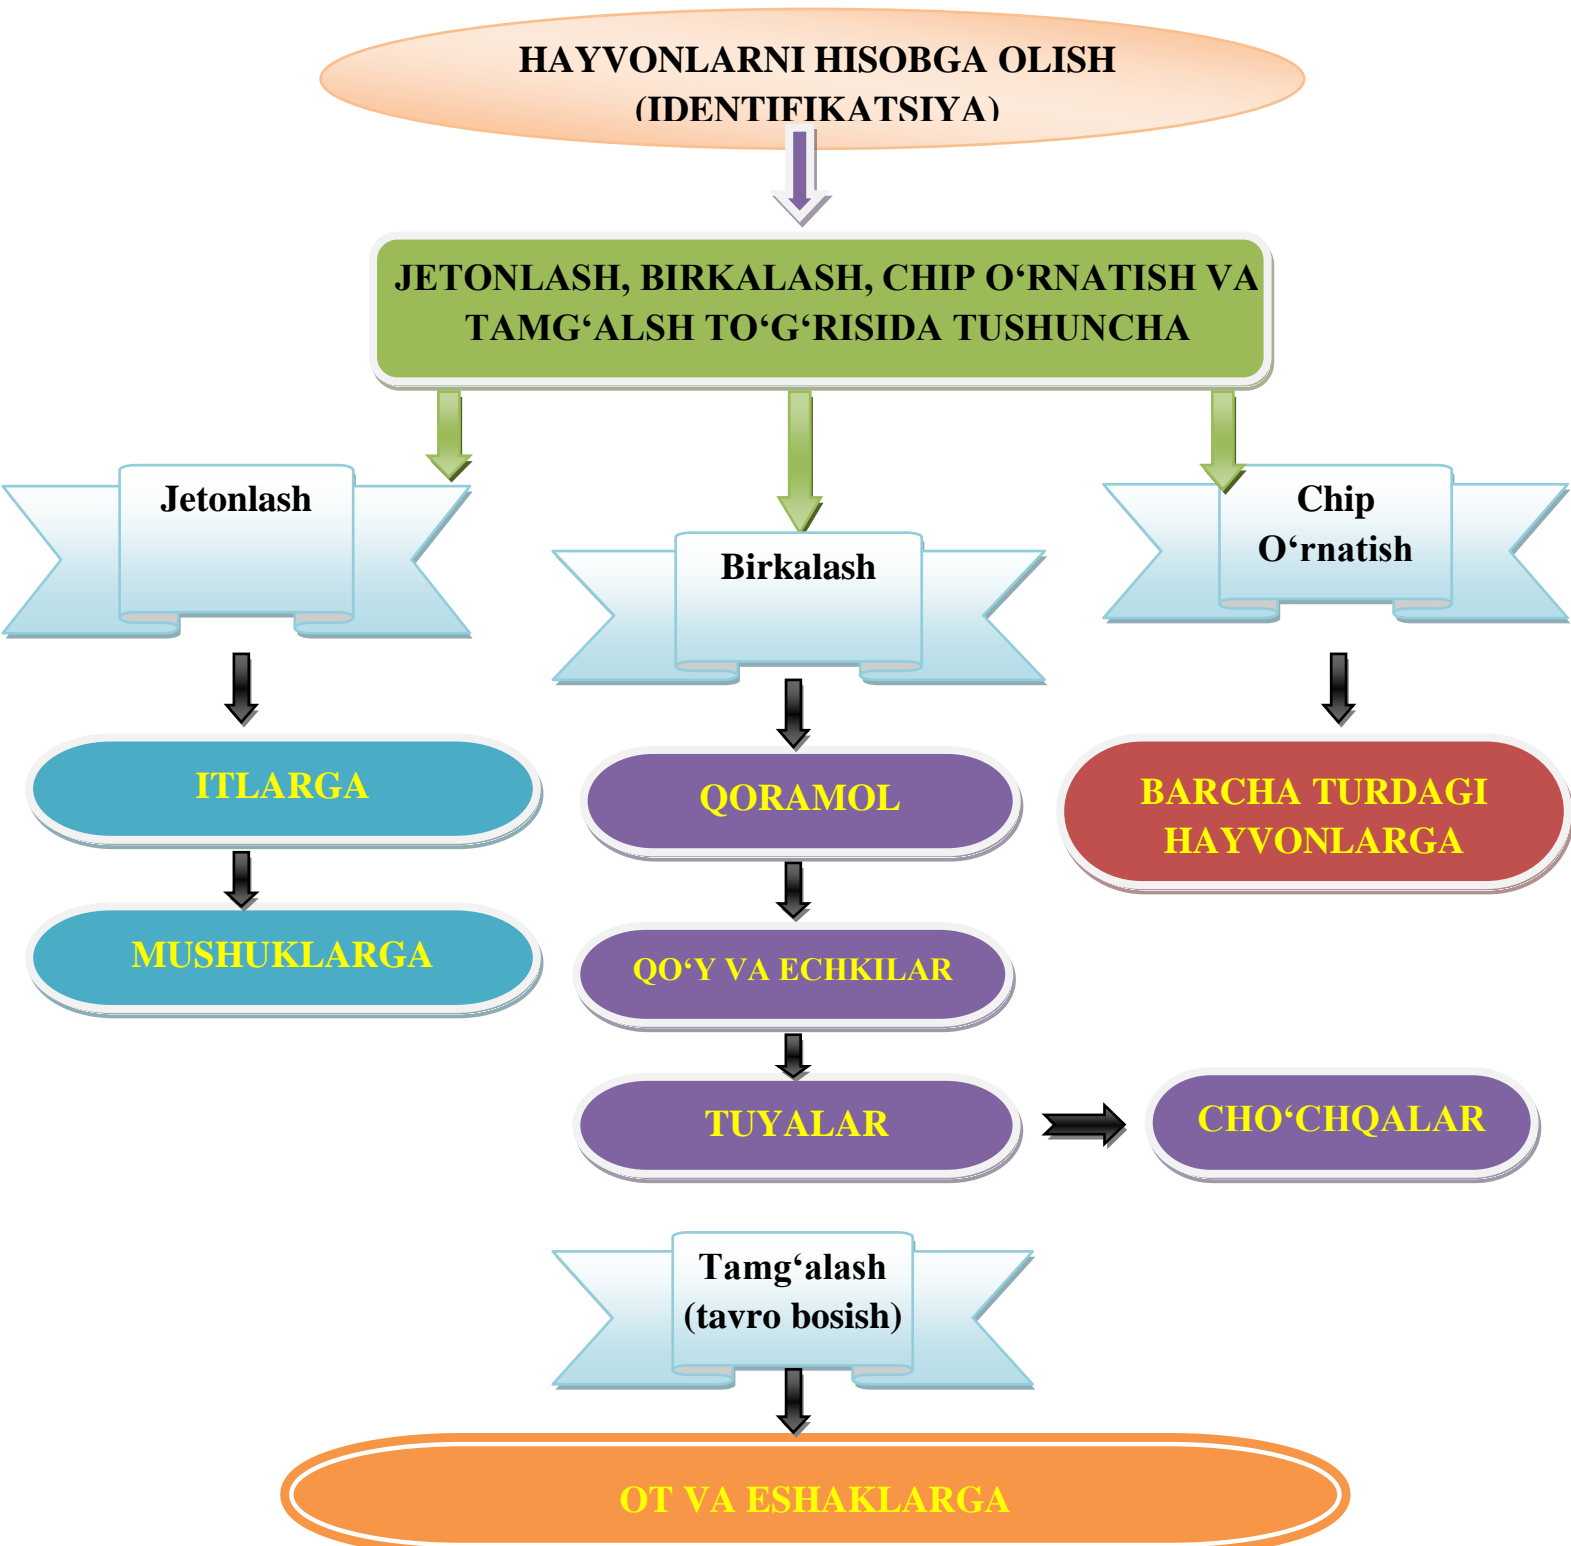 HAYVONLARNI HISOBGA OLISH
(IDENTIFIKATSIYA)
JETONLASH, BIRKALASH, CHIP O‘RNATISH VA
TAMG‘ALSH TO‘G‘RISIDA TUSHUNCHA
Jetonlash
Birkalash
Chip
O‘rnatish
ITLARGA
MUSHUKLARGA
QORAMOL
QO‘Y VA ECHKILAR
TUYALAR
CHO‘CHQALAR
BARCHA TURDAGI
HAYVONLARGA
Tamg‘alash
(tavro bosish)
OT VA ESHAKLARGA